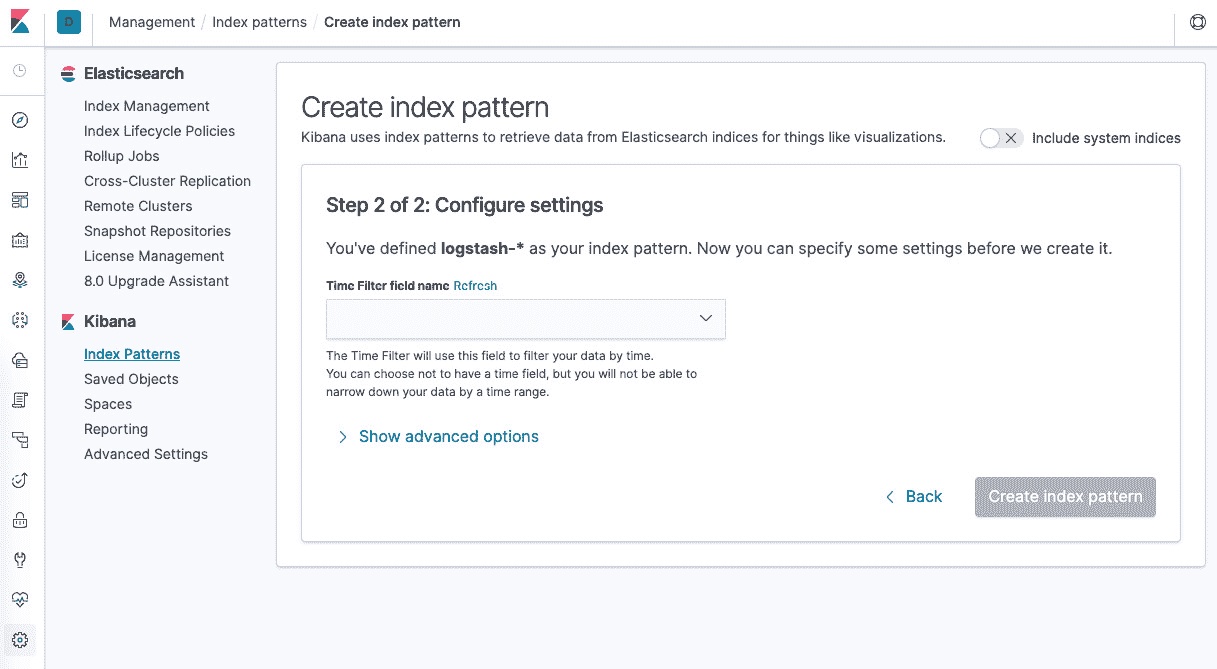 D
Management / Index patterns / Create index pattern
Elasticsearch
Index Management
Index Lifecycle Policies
Rollup Jobs
Cross-Cluster Replication
Remote Clusters
Snapshot Repositories
License Management
8.0 Upgrade Assistant
Kibana
Index Patterns
Saved Objects
Spaces
Reporting
Advanced Settings
Create index pattern
Kibana uses index patterns to retrieve data from Elasticsearch indices for things like visualizations.
Include system indices
Step 2 of 2: Configure settings
You've defined logstash-* as your index pattern. Now you can specify some settings before we create it.
Time Filter field name Refresh
The Time Filter will use this field to filter your data by time.
You can choose not to have a time field, but you will not be able to
narrow down your data by a time range.
Show advanced options
Back
Create index pattern